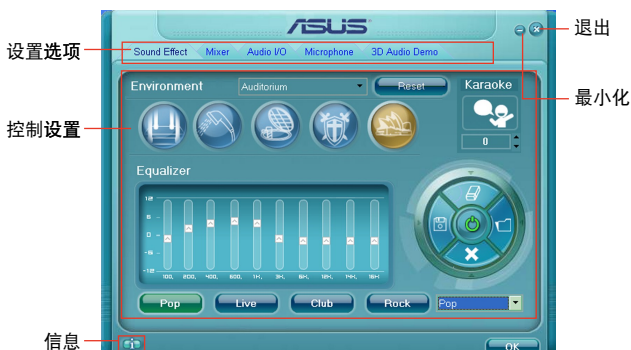 ASUS
退出
设置选项
Sound Effect Mixer Audio I/O Microphone 3D Audio Demo
Environment Auditorium Reset Karaoke
最小化
控制设置
0
Equalizer
12
6
0
-6
-12
100, 200, 400, 600, 1K, 3K, 6K, 12K, 14K, 16K
Pop Live Club Rock Pop
信息
OK